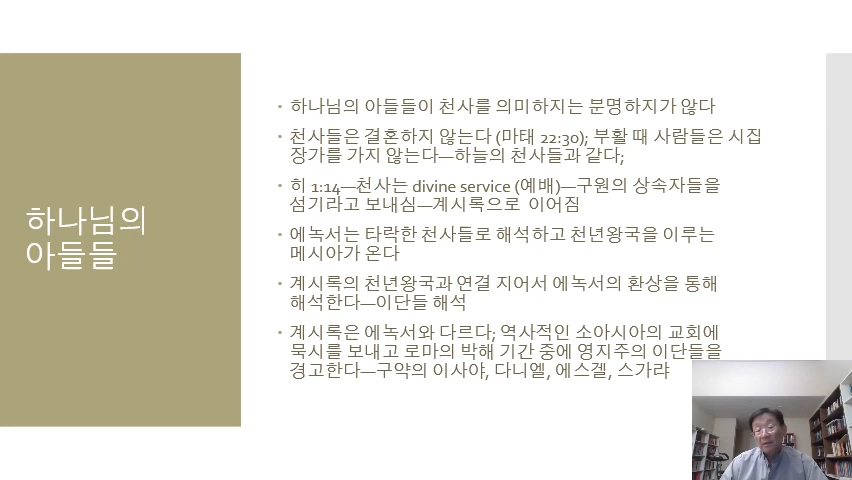 하나님의
아들들
• 하나님의 아들들이 천사를 의미하지는 분명하지가 않다
• 천사들은 결혼하지 않는다 (마태 22:30); 부활 때 사람들은 시집
장가를 가지 않는다—하늘의 천사들과 같다;
• 히 1:14—천사는 divine service (예배)—구원의 상속자들을
섬기라고 보내심—계시록으로 이어짐
• 에녹서는 타락한 천사들로 해석하고 천년왕국을 이루는
메시아가 온다
• 계시록의 천년왕국과 연결 지어서 에녹서의 환상을 통해
해석한다—이단들 해석
• 계시록은 에녹서와 다르다; 역사적인 소아시아의 교회에
묵시를 보내고 로마의 박해 기간 중에 영지주의 이단들을
경고한다—구약의 이사야, 다니엘, 에스겔, 스가랴